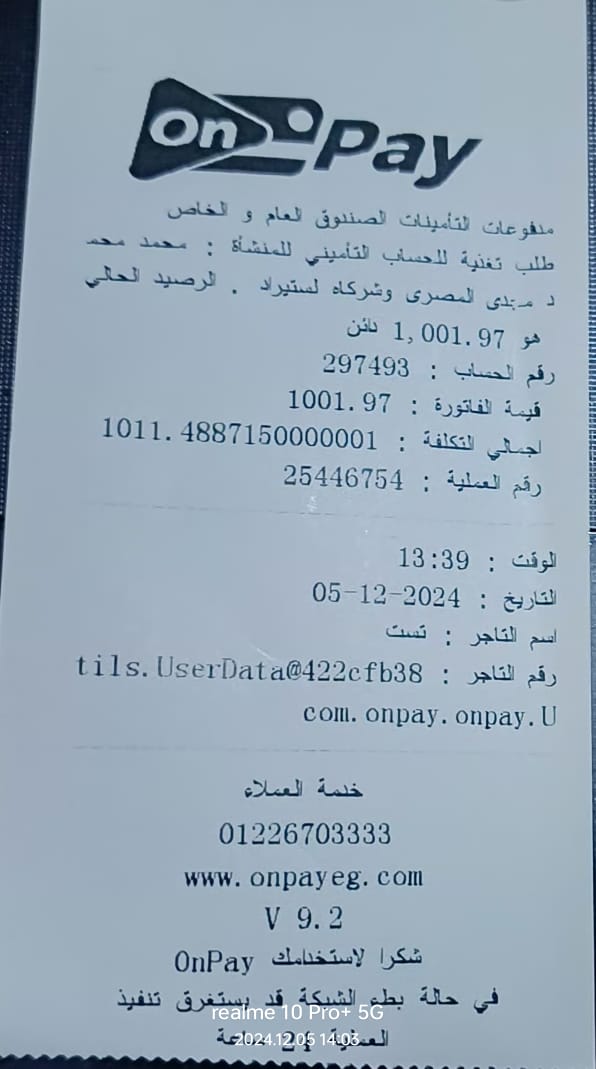 on Pay
مدفوعات التأمينات الصندوق العام و الخاص
طلب تغذية للحساب التأميني للمنشأة : محمد محم
د مجدى المصرى وشركاه لستيراد . الرصيد الحالي
هو 1,001.97 دائن
رقم الحساب : 297493
قيمة الفاتورة : 1001.97
اجمالي التكلفة : 1011.4887150000001
رقم العملية : 25446754
الوقت : 13:39
التاريخ : 05-12-2024
اسم التاجر : تست
رقم التاجر : tils.UserData@422cfb38
com.onpay.onpay.U
خدمة العملاء
01226703333
www.onpayeg.com
V 9.2
شكرا لاستخدامك OnPay
في حالة بطء الشبكة قد يستغرق تنفيذ
realme 10 Pro+ 5G
العملية 24 ساعة
2024.12.05 14:03